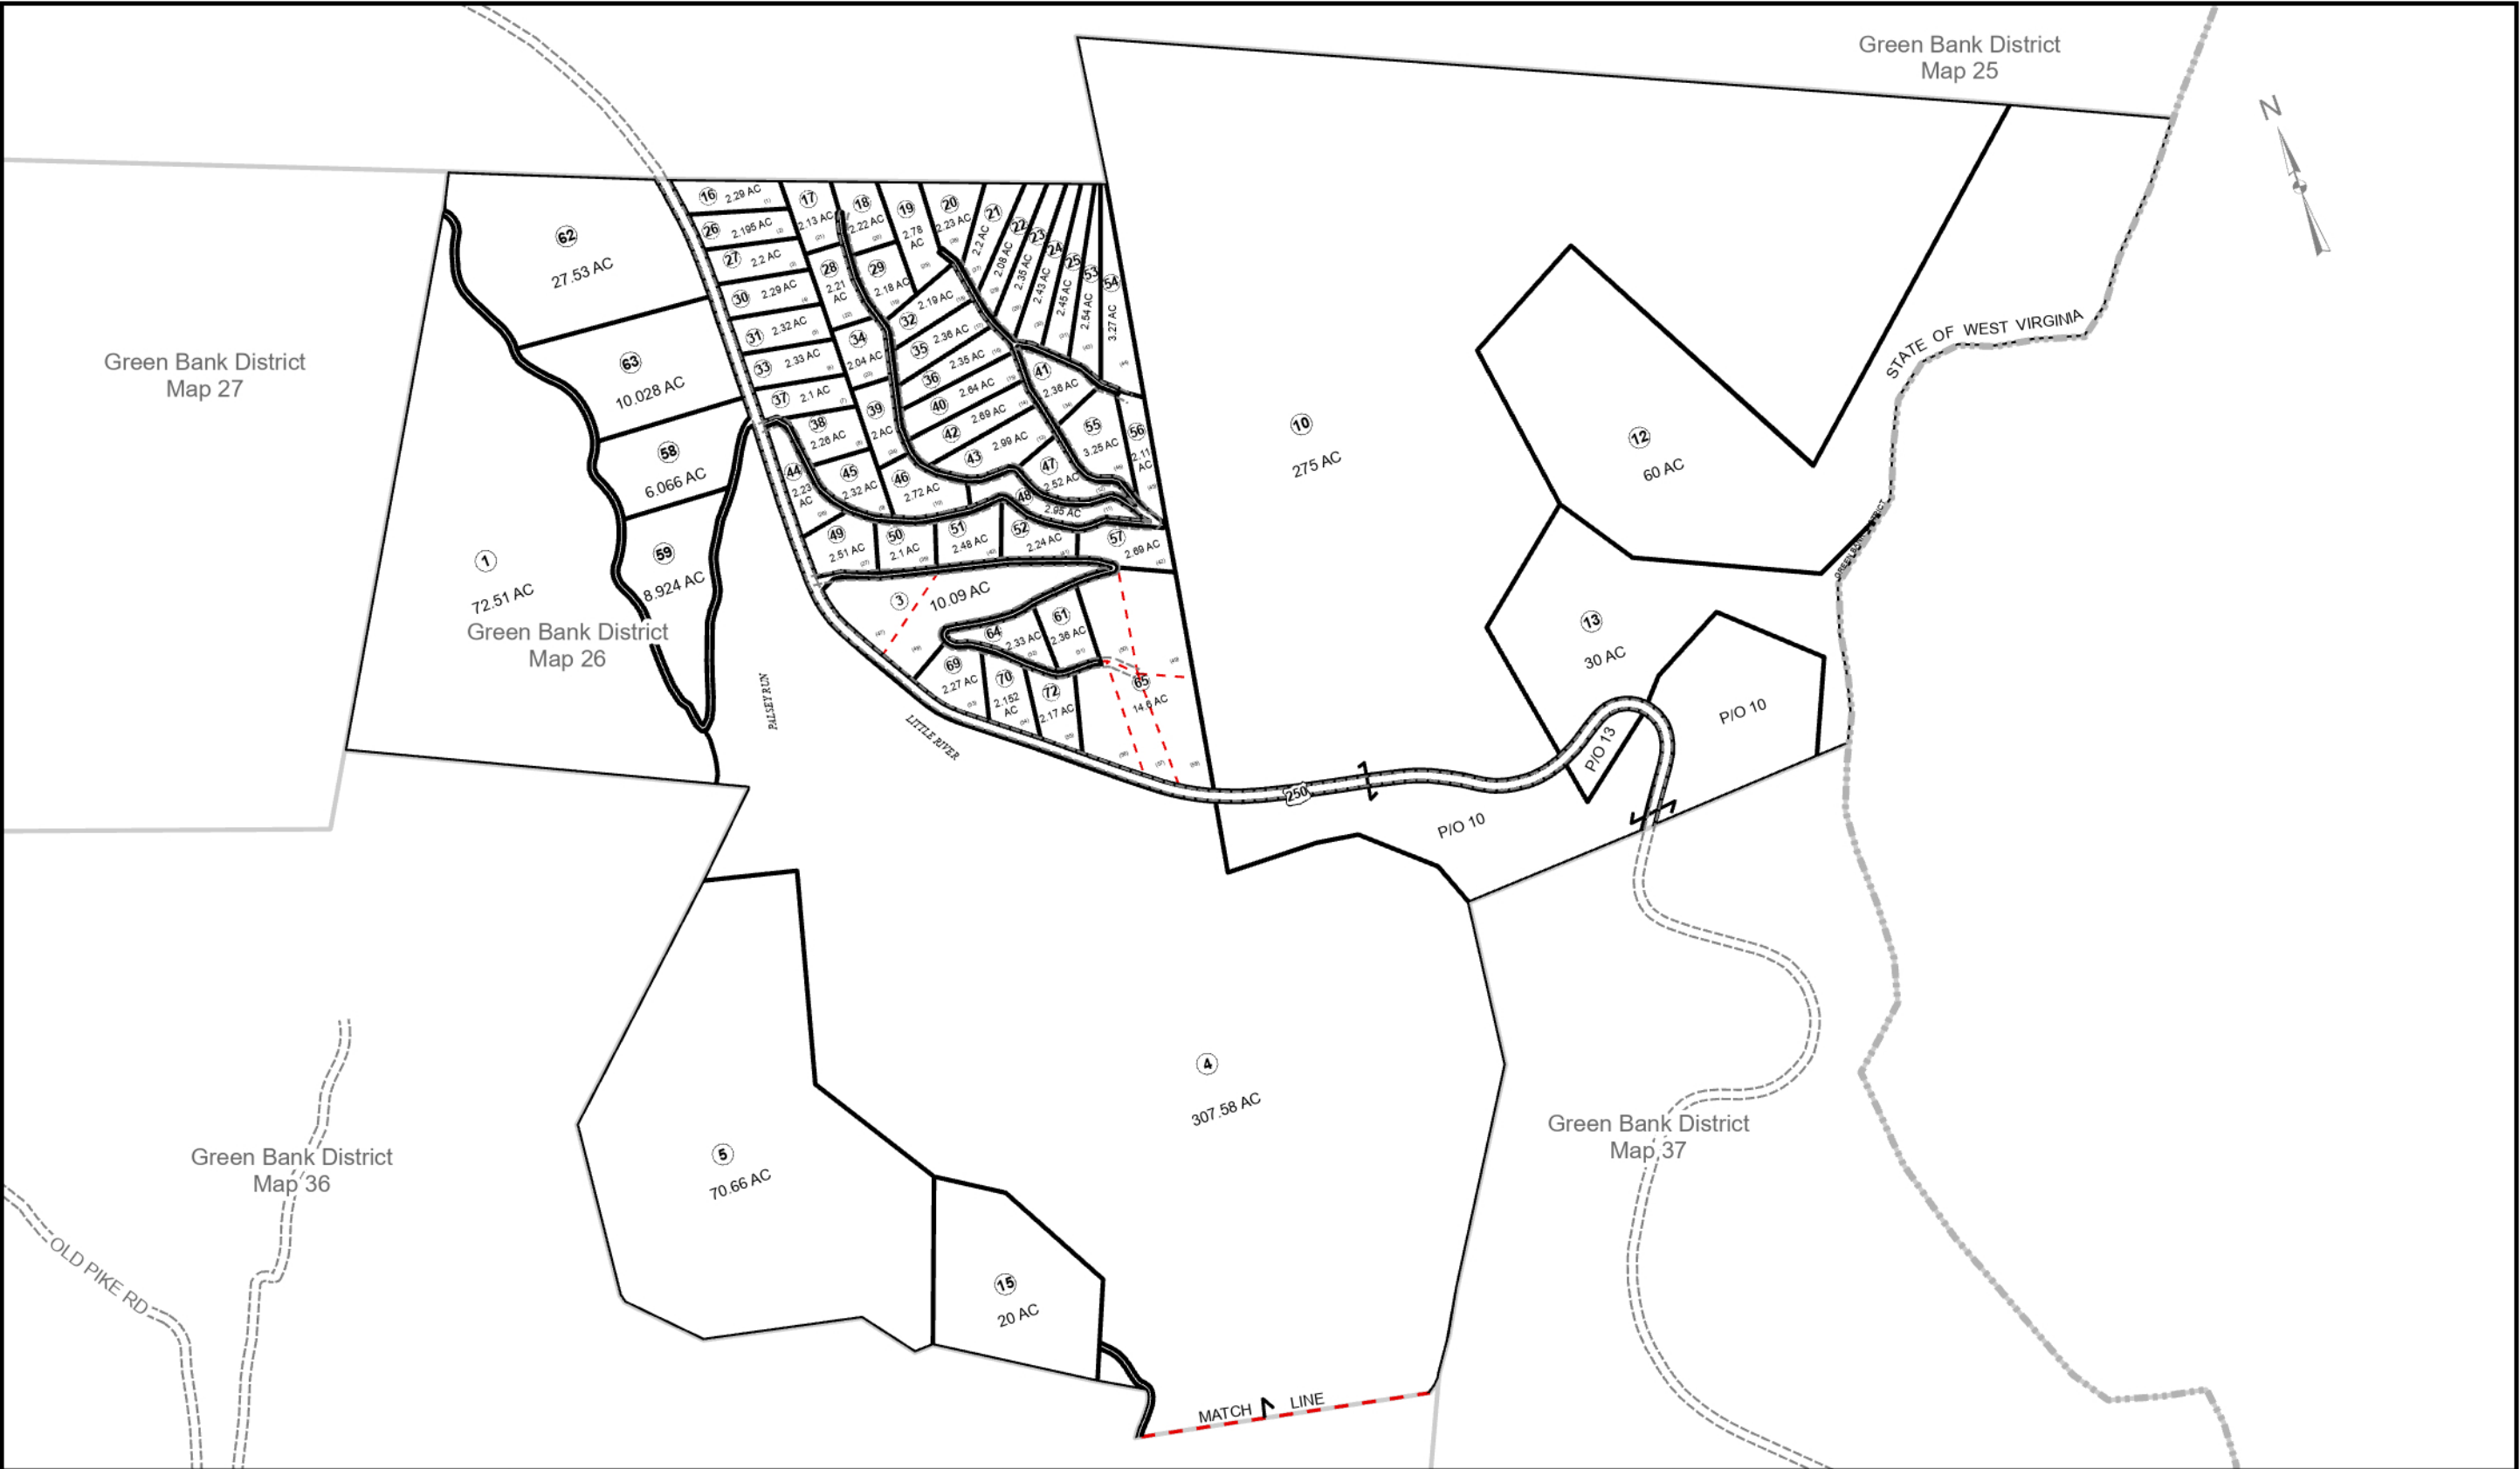 Green Bank District
Map 25
N
STATE OF WEST VIRGINIA
Green Bank District
Map 27
62
27.53 AC
63
10.028 AC
58
6.066 AC
59
8.924 AC
1
72.51 AC
Green Bank District
Map 26
16
2.29 AC
26
2.195 AC
27
2.2 AC
30
2.29 AC
31
2.32 AC
33
2.33 AC
37
2.1 AC
38
2.26 AC
17
2.13 AC
18
2.22 AC
19
2.78
AC
20
2.23 AC
21
2.2 AC
22
2.08 AC
23
2.35 AC
24
2.43 AC
25
2.45 AC
53
2.54 AC
54
3.27 AC
28
2.21
AC
29
2.18 AC
32
2.19 AC
34
2.04 AC
35
2.36 AC
36
2.35 AC
39
2 AC
40
2.64 AC
41
2.36 AC
42
2.69 AC
43
2.99 AC
44
2.23
AC
45
2.32 AC
46
2.72 AC
47
2.52 AC
48
2.95 AC
55
3.25 AC
56
2.11
AC
49
2.51 AC
50
2.1 AC
51
2.48 AC
52
2.24 AC
57
2.69 AC
3
10.09 AC
64
2.33 AC
61
2.36 AC
69
2.27 AC
70
2.152
AC
72
2.17 AC
65
14.6 AC
PALSEY RUN
LITTLE RIVER
10
275 AC
12
60 AC
13
30 AC
P/O 13
P/O 10
250
P/O 10
4
307.58 AC
5
70.66 AC
15
20 AC
MATCH LINE
Green Bank District
Map 36
OLD PIKE RD
Green Bank District
Map 37